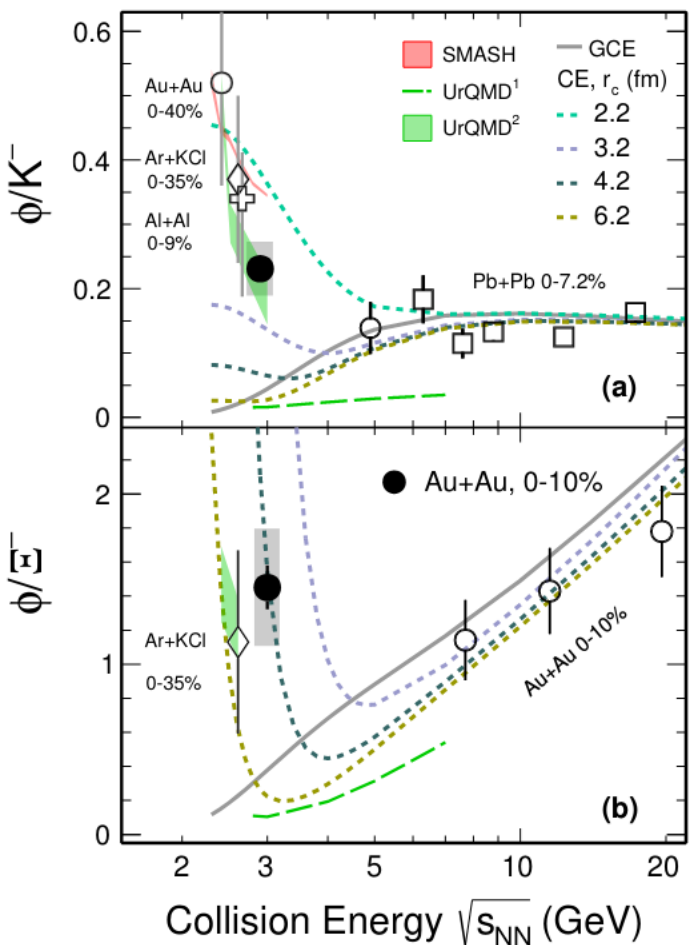 0.6
0.4
0.2
0
ϕ/K⁻
SMASH
UrQMD¹
UrQMD²
GCE
CE, r_c (fm)
2.2
3.2
4.2
6.2
Au+Au
0-40%
Ar+KCl
0-35%
Al+Al
0-9%
Pb+Pb 0-7.2%
(a)
2
1
0
ϕ/Ξ⁻
Au+Au, 0-10%
Ar+KCl
0-35%
Au+Au 0-10%
(b)
2 3 5 10 20
Collision Energy √s_NN (GeV)